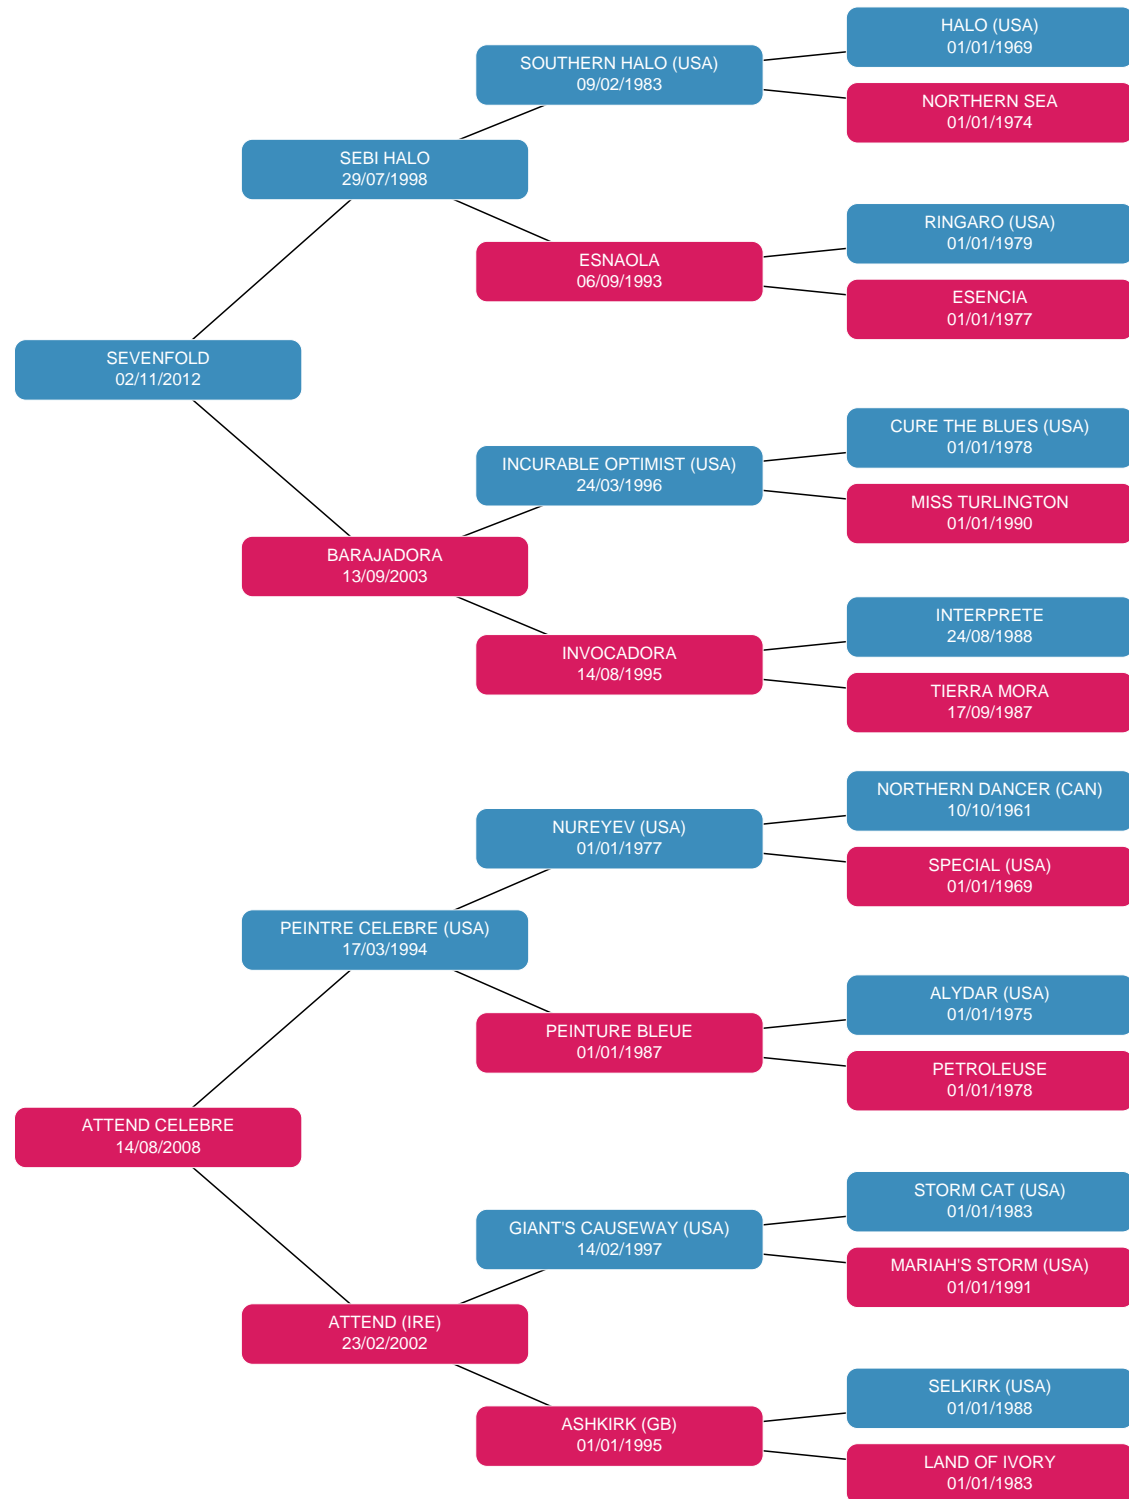 HALO (USA)
01/01/1969
SOUTHERN HALO (USA)
09/02/1983
NORTHERN SEA
01/01/1974
SEBI HALO
29/07/1998
RINGARO (USA)
01/01/1979
ESNAOLA
06/09/1993
ESENCIA
01/01/1977
SEVENFOLD
02/11/2012
CURE THE BLUES (USA)
01/01/1978
INCURABLE OPTIMIST (USA)
24/03/1996
MISS TURLINGTON
01/01/1990
BARAJADORA
13/09/2003
INTERPRETE
24/08/1988
INVOCADORA
14/08/1995
TIERRA MORA
17/09/1987
NORTHERN DANCER (CAN)
10/10/1961
NUREYEV (USA)
01/01/1977
SPECIAL (USA)
01/01/1969
PEINTRE CELEBRE (USA)
17/03/1994
ALYDAR (USA)
01/01/1975
PEINTURE BLEUE
01/01/1987
PETROLEUSE
01/01/1978
ATTEND CELEBRE
14/08/2008
STORM CAT (USA)
01/01/1983
GIANT'S CAUSEWAY (USA)
14/02/1997
MARIAH'S STORM (USA)
01/01/1991
ATTEND (IRE)
23/02/2002
SELKIRK (USA)
01/01/1988
ASHKIRK (GB)
01/01/1995
LAND OF IVORY
01/01/1983